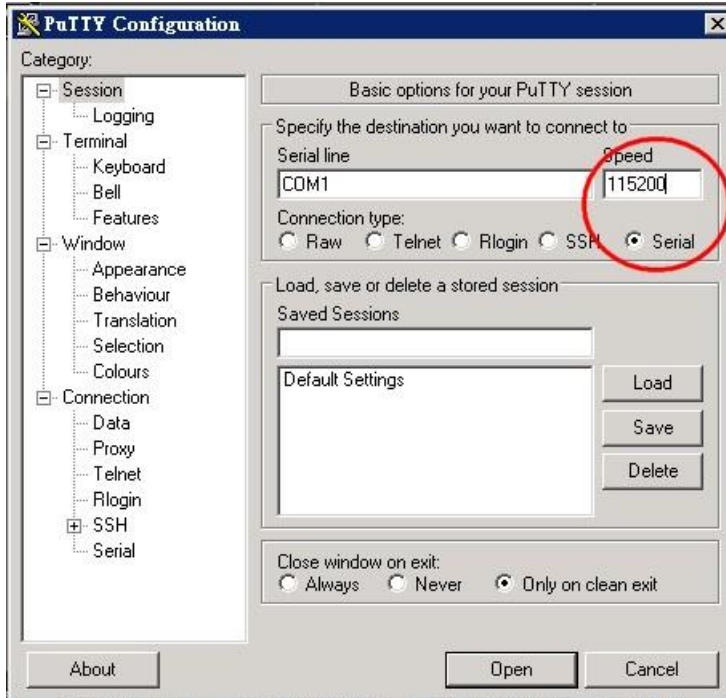 PuTTY Configuration
Category:
Session
Logging
Terminal
Keyboard
Bell
Features
Window
Appearance
Behaviour
Translation
Selection
Colours
Connection
Data
Proxy
Telnet
Rlogin
SSH
Serial
Basic options for your PuTTY session
Specify the destination you want to connect to
Serial line Speed
COM1 115200
Connection type:
Raw Telnet Rlogin SSH Serial
Load, save or delete a stored session
Saved Sessions
Default Settings
Load
Save
Delete
Close window on exit:
Always Never Only on clean exit
About Open Cancel